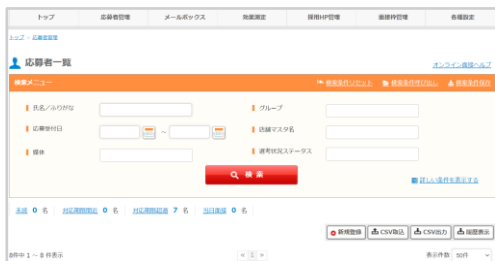 トップ 応募者管理 メールボックス 効果測定 採用HP管理 面接枠管理 各種設定
トップ > 応募者管理
応募者一覧
オンライン面接ヘルプ
検索メニュー 検索条件リセット 検索条件呼び出し 検索条件保存
氏名／ふりがな グループ
応募受付日 ~ 店舗マスタ名
媒体 選考状況ステータス
検索
詳しい条件を表示する
未読 0 名 対応期限間近 0 名 対応期限超過 7 名 当日面接 0 名
新規登録 CSV取込 CSV出力 履歴表示
8件中 1 ― 8 件表示 < 1 > 表示件数 50件